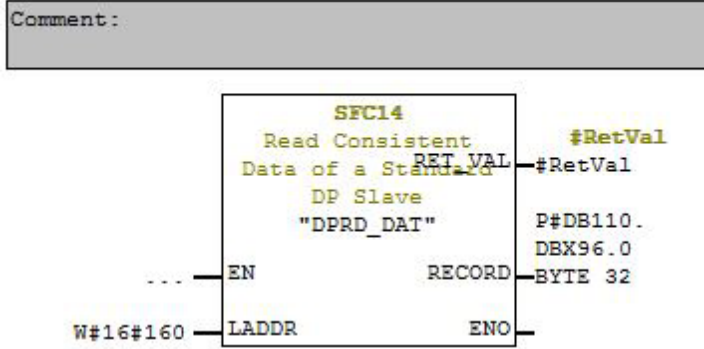 Comment:
SFC14
Read Consistent
Data of a Standard
DP Slave
"DPRD_DAT"
#RetVal
RET_VAL
#RetVal
P#DB110.
DBX96.0
BYTE 32
...
EN
RECORD
W#16#160
LADDR
ENO